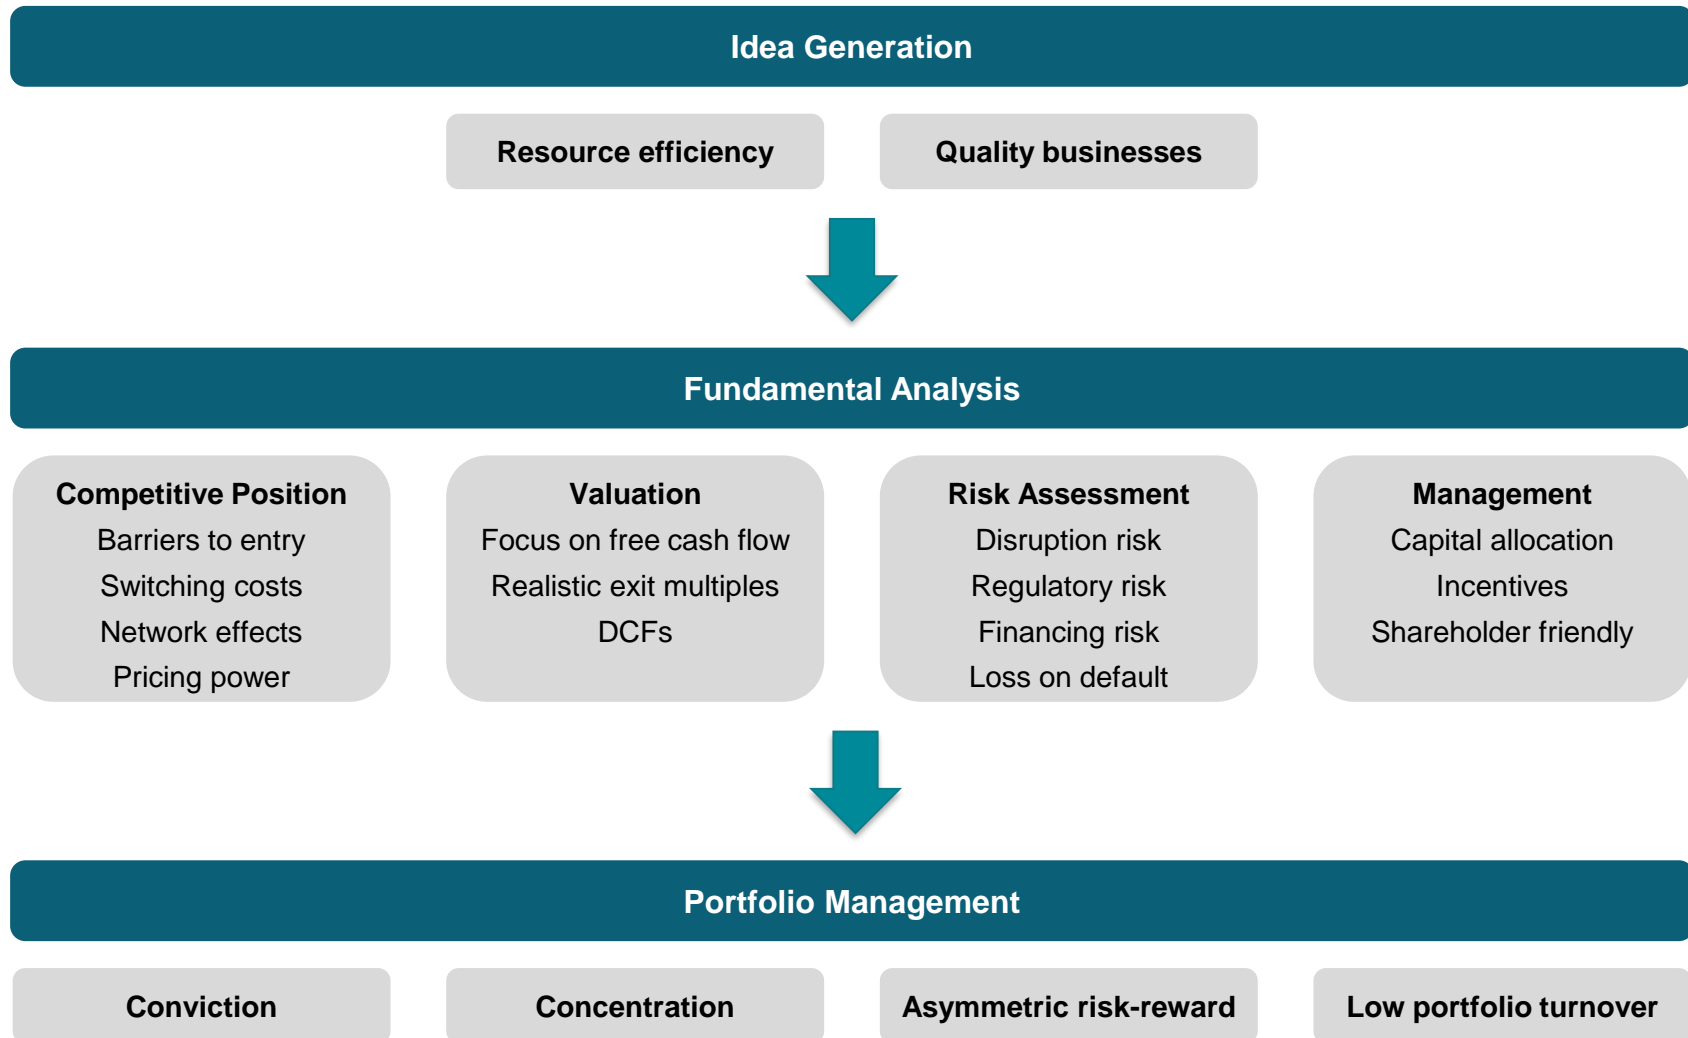 Idea Generation
Resource efficiency
Quality businesses
Fundamental Analysis
Competitive Position
Barriers to entry
Switching costs
Network effects
Pricing power
Valuation
Focus on free cash flow
Realistic exit multiples
DCFs
Risk Assessment
Disruption risk
Regulatory risk
Financing risk
Loss on default
Management
Capital allocation
Incentives
Shareholder friendly
Portfolio Management
Conviction
Concentration
Asymmetric risk-reward
Low portfolio turnover